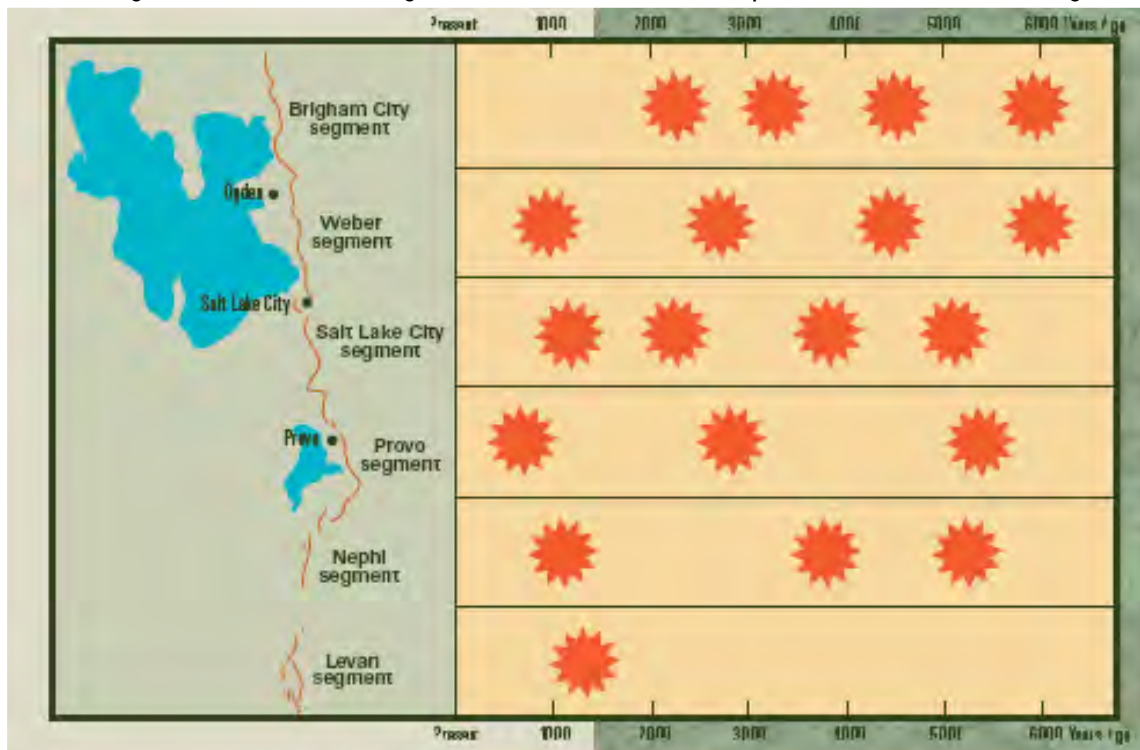 Present 1000 2000 3000 4000 5000 6000 Years Ago
Brigham City
segment
Ogden
Weber
segment
Salt Lake City
Salt Lake City
segment
Provo
Provo
segment
Nephi
segment
Levan
segment
Present 1000 2000 3000 4000 5000 6000 Years Ago